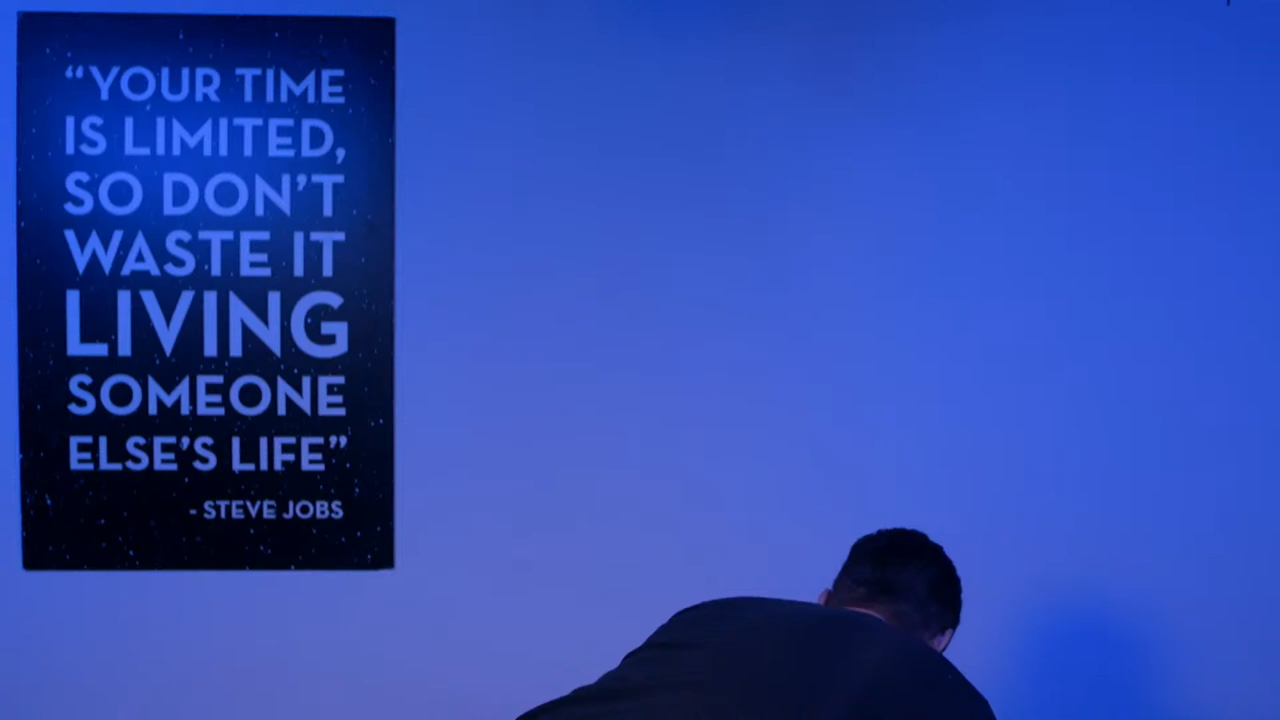 “YOUR TIME
IS LIMITED,
SO DON’T
WASTE IT
LIVING
SOMEONE
ELSE’S LIFE”
- STEVE JOBS